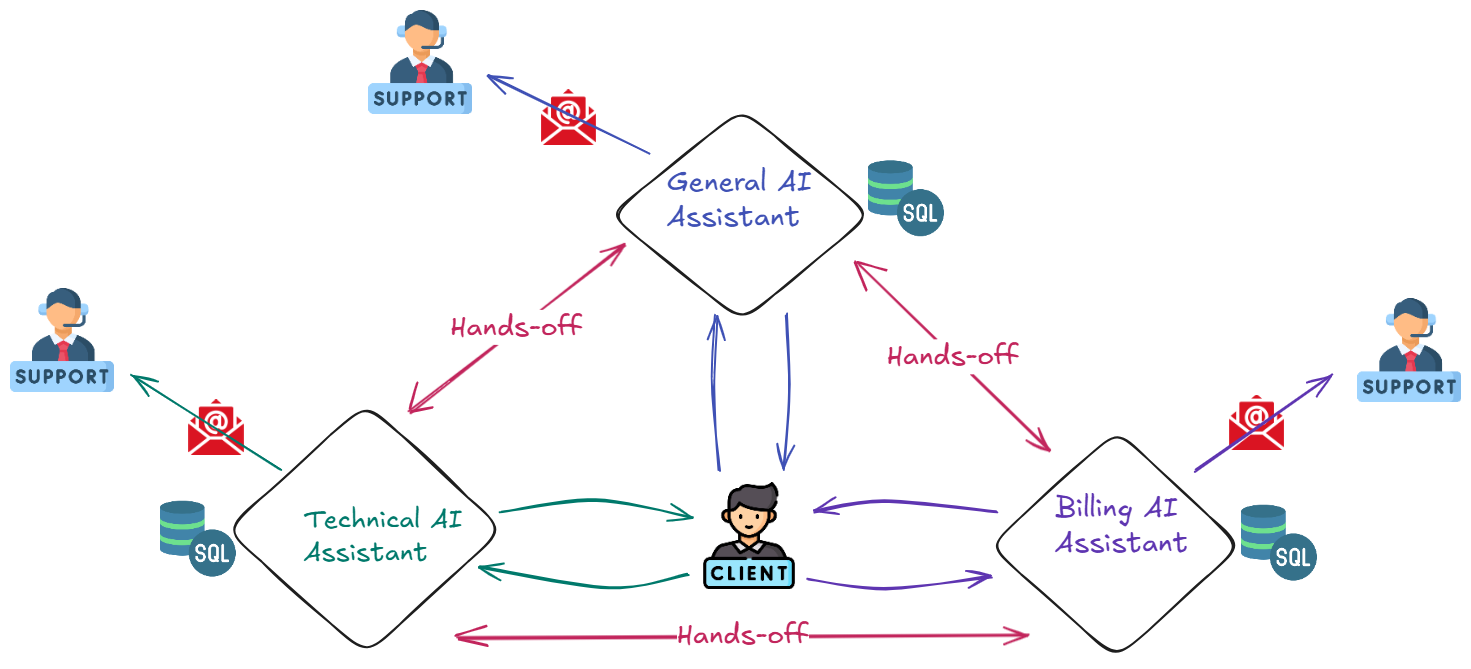 SUPPORT
@
General AI
Assistant
SQL
SUPPORT
Hands-off
Hands-off
SUPPORT
@
@
Technical AI
Assistant
SQL
CLIENT
Billing AI
Assistant
SQL
Hands-off